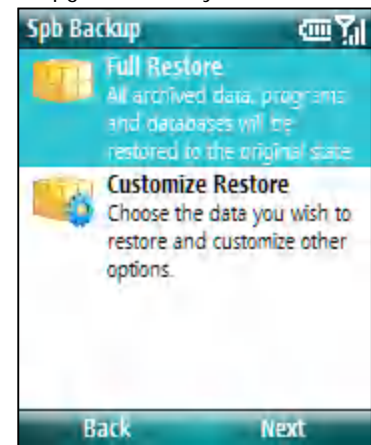 Spb Backup
Full Restore
All archived data, programs
and databases will be
restored to the original state
Customize Restore
Choose the data you wish to
restore and customize other
options.
Back Next